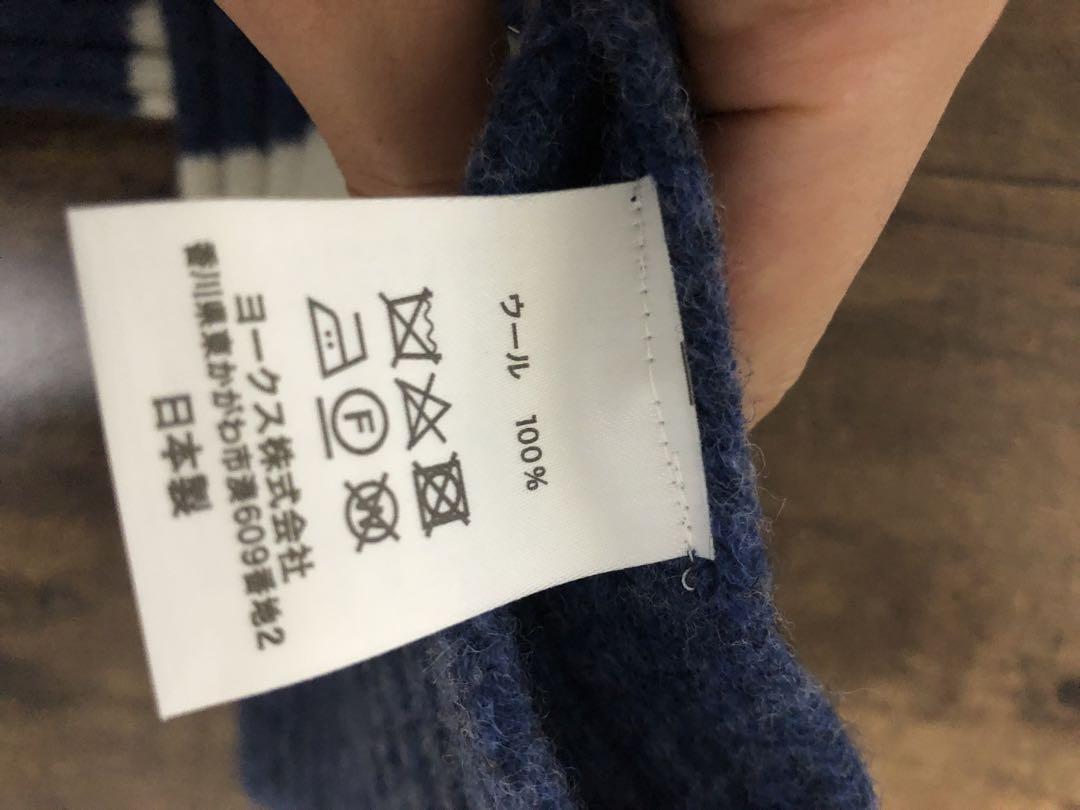 ウール 100%
F
W
ヨークス株式会社
香川県東かがわ市湊609番地2
日本製